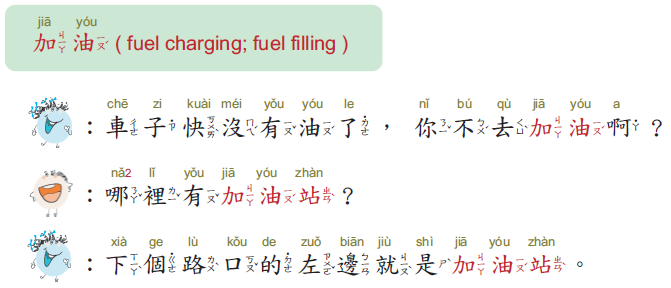 jiā yóu
加油 ( fuel charging; fuel filling )
chē zi kuài méi yǒu yóu le nǐ bú qù jiā yóu a
：車子快沒有油了，你不去加油啊？
nǎ2 lǐ yǒu jiā yóu zhàn
：哪裡有加油站？
xià ge lù kǒu de zuǒ biān jiù shì jiā yóu zhàn
：下個路口的左邊就是加油站。